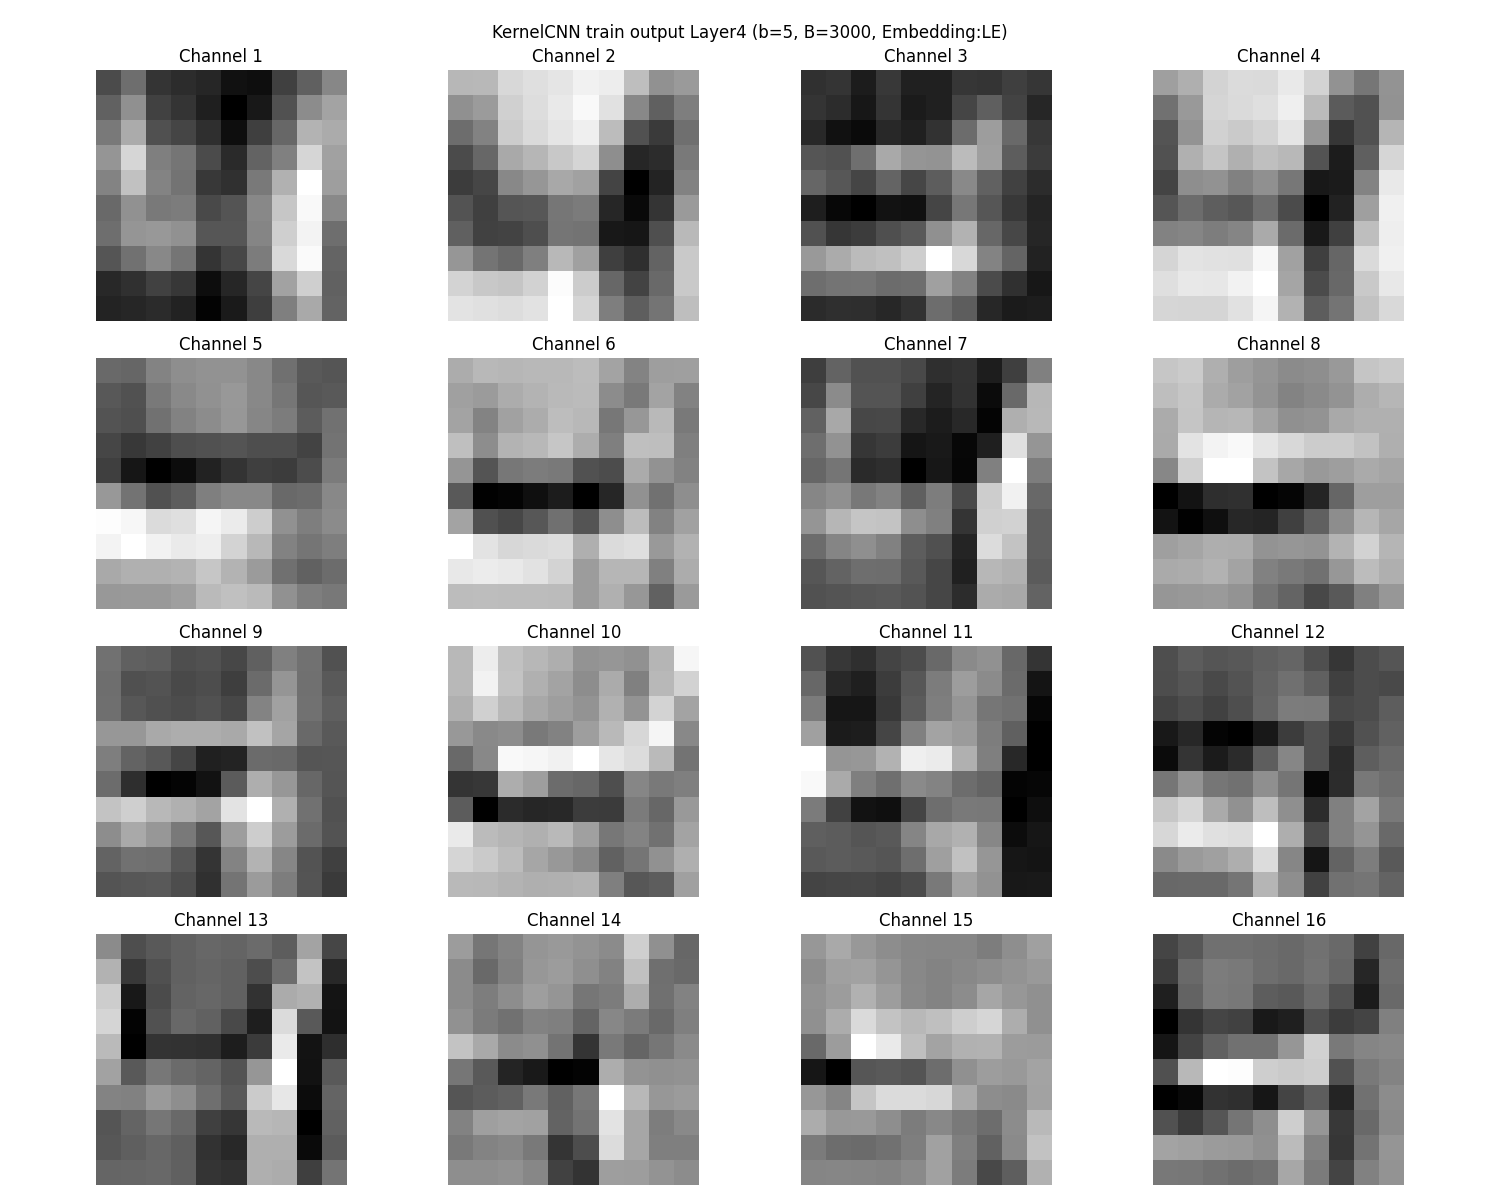 KernelCNN train output Layer4 (b=5, B=3000, Embedding:LE)
Channel 1
Channel 2
Channel 3
Channel 4
Channel 5
Channel 6
Channel 7
Channel 8
Channel 9
Channel 10
Channel 11
Channel 12
Channel 13
Channel 14
Channel 15
Channel 16